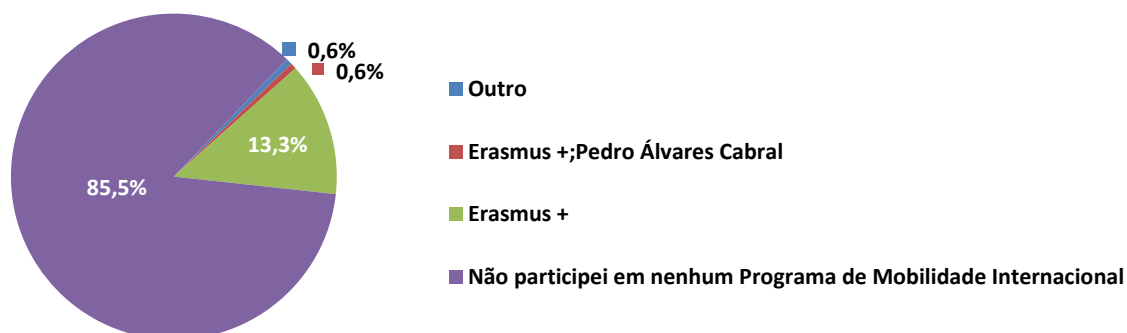 0,6%
0,6%
Outro
Erasmus +;Pedro Álvares Cabral
13,3%
85,5%
Erasmus +
Não participei em nenhum Programa de Mobilidade Internacional